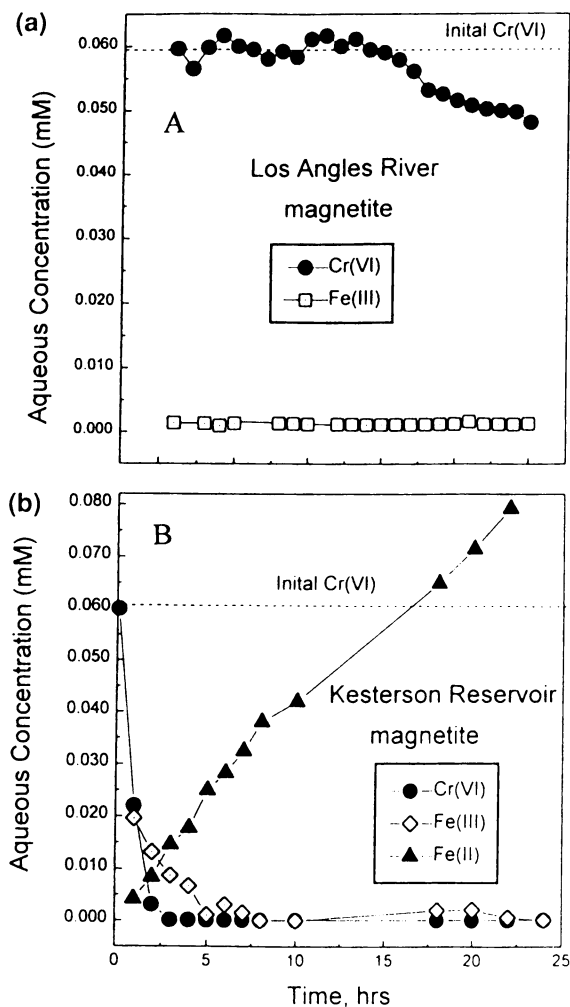 (a)
Aqueous Concentration (mM)
0.060
0.050
0.040
0.030
0.020
0.010
0.000
Inital Cr(VI)
A
Los Angles River
magnetite
Cr(VI)
Fe(III)
(b)
Aqueous Concentration (mM)
0.080
0.070
0.060
0.050
0.040
0.030
0.020
0.010
0.000
B
Inital Cr(VI)
Kesterson Reservoir
magnetite
Cr(VI)
Fe(III)
Fe(II)
0 5 10 15 20 25
Time, hrs